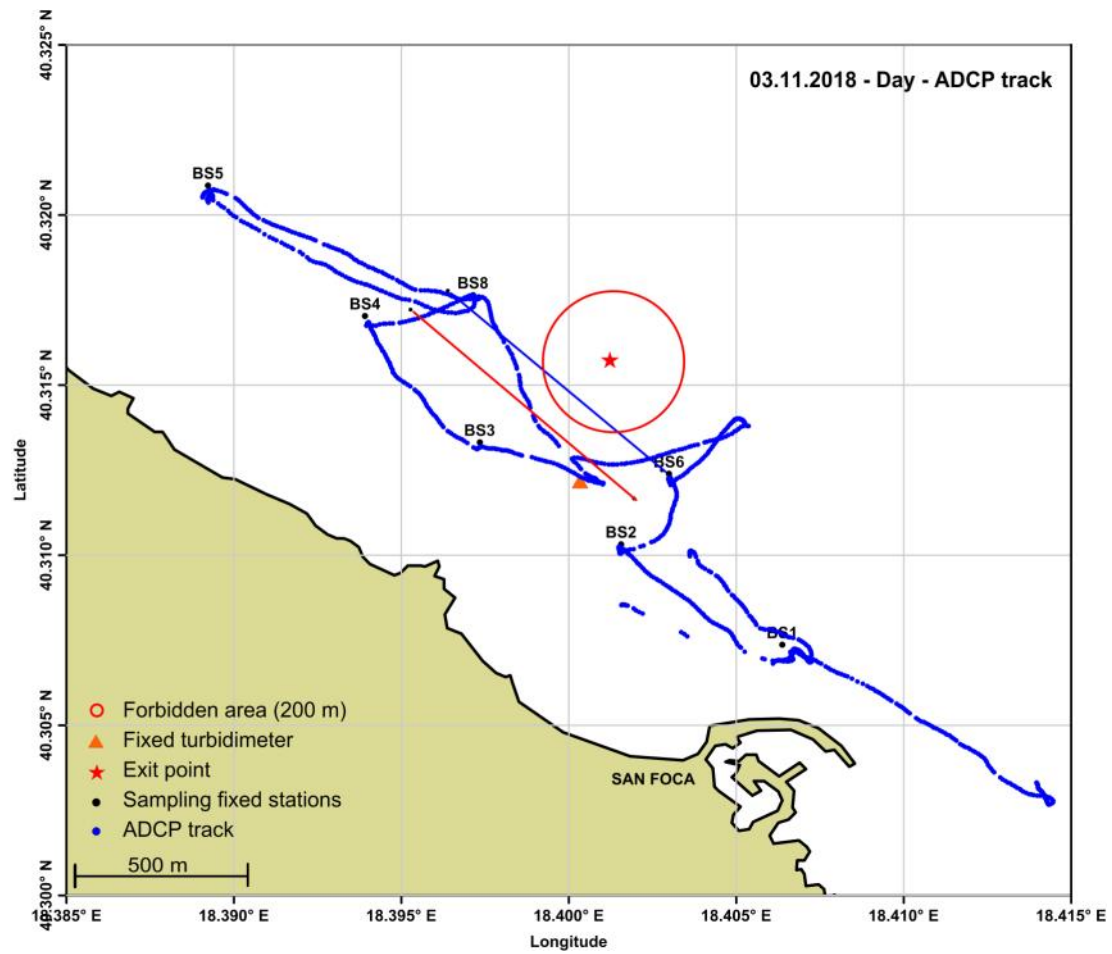 03.11.2018 - Day - ADCP track
40.325° N
BS5
40.320° N
BS8
BS4
40.315° N
BS3
BS6
Latitude
BS2
40.310° N
BS1
Forbidden area (200 m)
40.305° N
Fixed turbidimeter
Exit point
SAN FOCA
Sampling fixed stations
ADCP track
500 m
40.300° N
18.385° E 18.390° E 18.395° E 18.400° E 18.405° E 18.410° E 18.415° E
Longitude